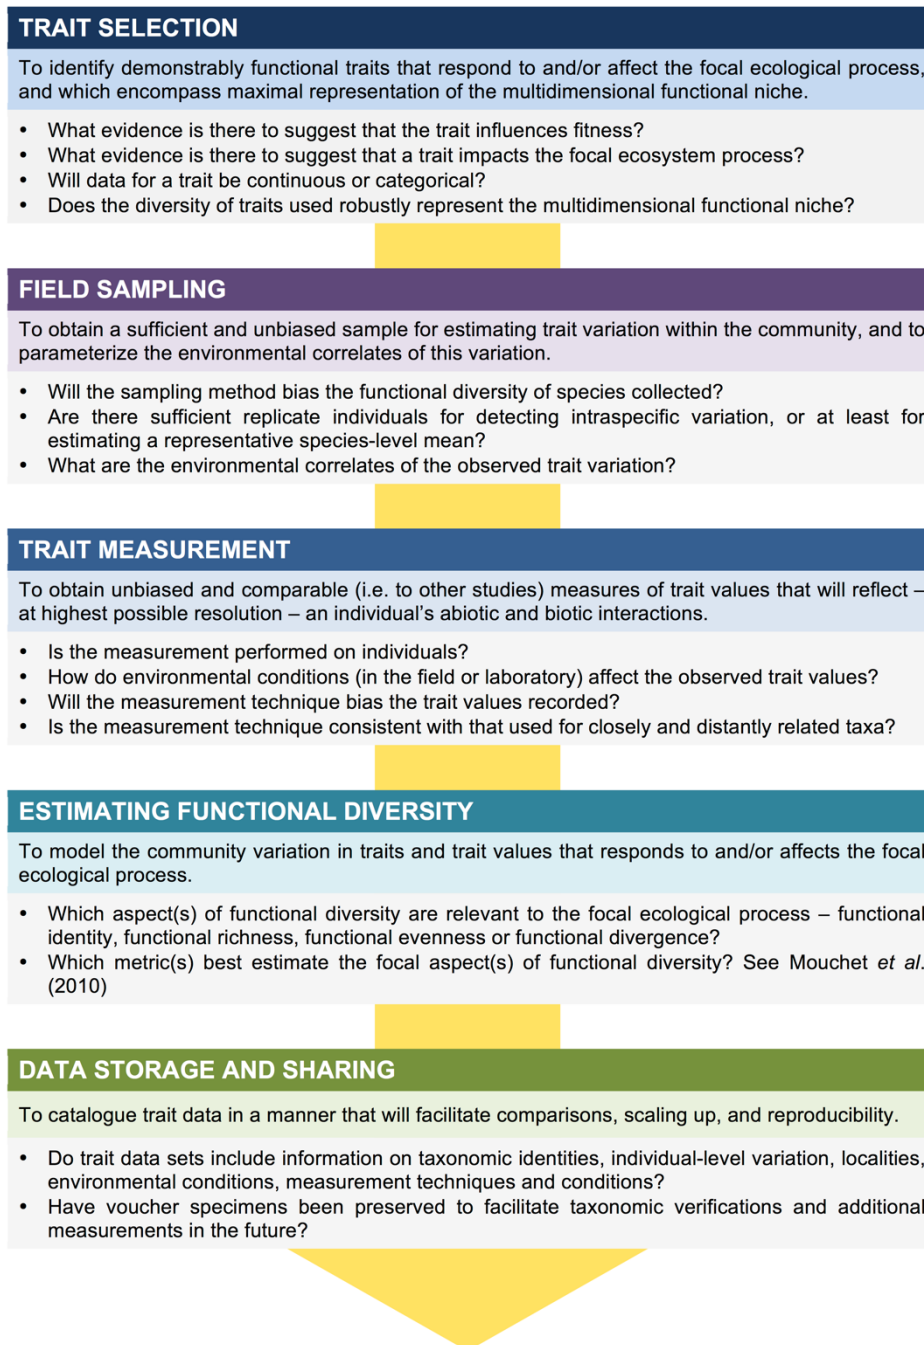 TRAIT SELECTION
To identify demonstrably functional traits that respond to and/or affect the focal ecological process,
and which encompass maximal representation of the multidimensional functional niche.
• What evidence is there to suggest that the trait influences fitness?
• What evidence is there to suggest that a trait impacts the focal ecosystem process?
• Will data for a trait be continuous or categorical?
• Does the diversity of traits used robustly represent the multidimensional functional niche?
FIELD SAMPLING
To obtain a sufficient and unbiased sample for estimating trait variation within the community, and to
parameterize the environmental correlates of this variation.
• Will the sampling method bias the functional diversity of species collected?
• Are there sufficient replicate individuals for detecting intraspecific variation, or at least for
estimating a representative species-level mean?
• What are the environmental correlates of the observed trait variation?
TRAIT MEASUREMENT
To obtain unbiased and comparable (i.e. to other studies) measures of trait values that will reflect –
at highest possible resolution – an individual's abiotic and biotic interactions.
• Is the measurement performed on individuals?
• How do environmental conditions (in the field or laboratory) affect the observed trait values?
• Will the measurement technique bias the trait values recorded?
• Is the measurement technique consistent with that used for closely and distantly related taxa?
ESTIMATING FUNCTIONAL DIVERSITY
To model the community variation in traits and trait values that responds to and/or affects the focal
ecological process.
• Which aspect(s) of functional diversity are relevant to the focal ecological process – functional
identity, functional richness, functional evenness or functional divergence?
• Which metric(s) best estimate the focal aspect(s) of functional diversity? See Mouchet et al.
(2010)
DATA STORAGE AND SHARING
To catalogue trait data in a manner that will facilitate comparisons, scaling up, and reproducibility.
• Do trait data sets include information on taxonomic identities, individual-level variation, localities,
environmental conditions, measurement techniques and conditions?
• Have voucher specimens been preserved to facilitate taxonomic verifications and additional
measurements in the future?